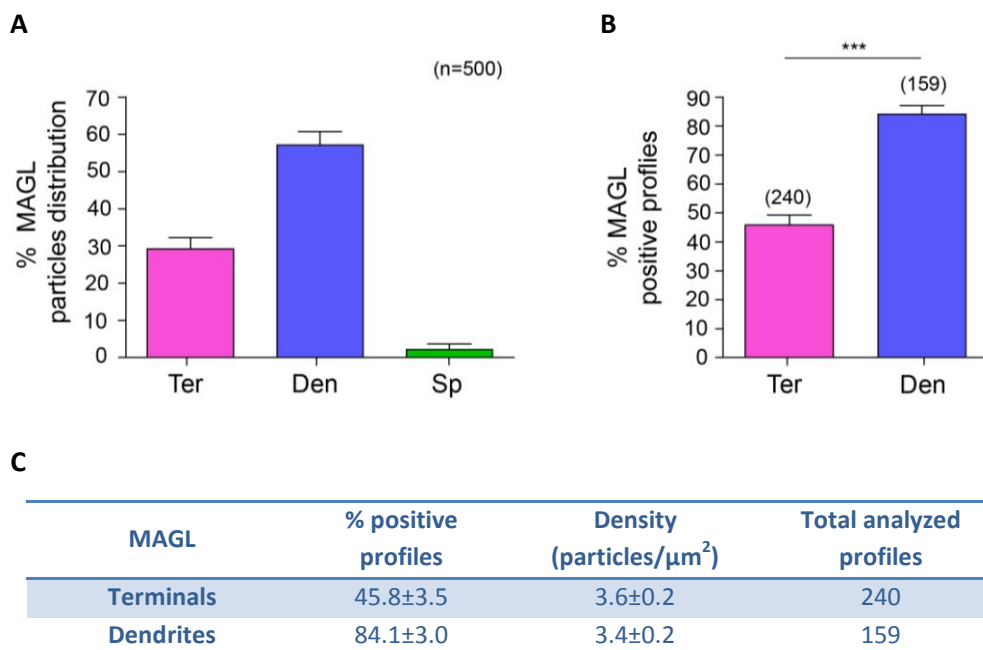 A
(n=500)
% MAGL
particles distribution
70
60
50
40
30
20
10
0
Ter Den Sp
B
***
(159)
(240)
% MAGL
positive proflies
90
80
70
60
50
40
30
20
10
0
Ter Den
C
MAGL % positive profiles Density (particles/µm²) Total analyzed profiles
Terminals 45.8±3.5 3.6±0.2 240
Dendrites 84.1±3.0 3.4±0.2 159